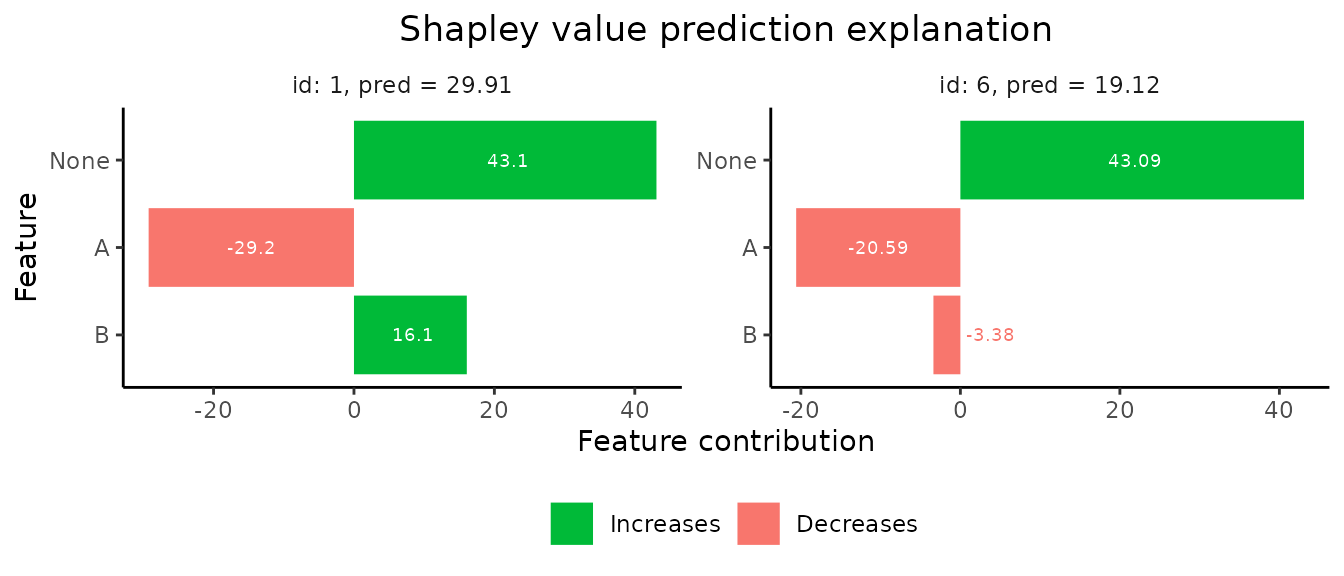 Shapley value prediction explanation
id: 1, pred = 29.91
id: 6, pred = 19.12
Feature
None
A
B
43.1
-29.2
16.1
-20
0
20
40
None
A
B
43.09
-20.59
-3.38
-20
0
20
40
Feature contribution
Increases
Decreases